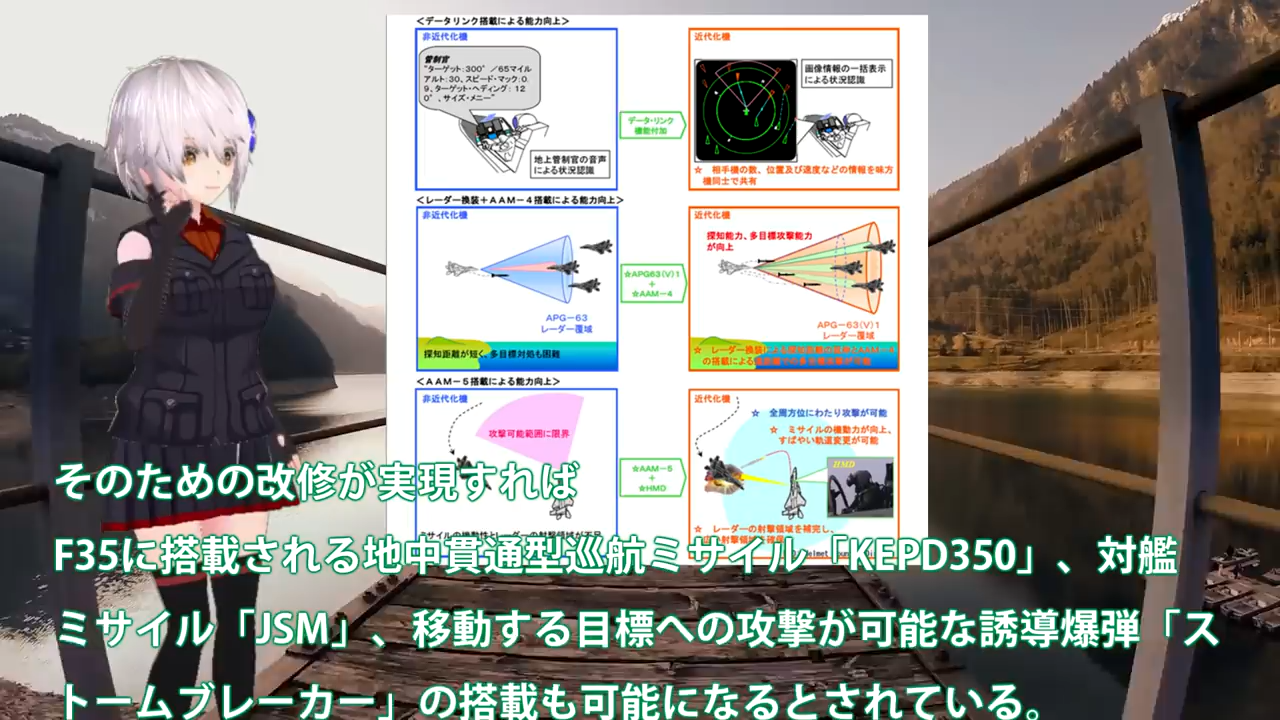 ＜データリンク搭載による能力向上＞
非近代化機
管制官
"ターゲット：300°／65マイル
アルト：30、スピード・マック：0.
9、ターゲット・ヘディング：12
0°、サイズ・メニー"
地上管制官の音声
による状況認識
データ・リンク
機能付加
近代化機
画像情報の一括表示
による状況認識
☆　相手機の数、位置及び速度などの情報を味方
機同士で共有
＜レーダー換装＋ＡＡＭ－４搭載による能力向上＞
非近代化機
APG－63
レーダー覆域
探知距離が短く、多目標対処も困難
☆APG63(V)1
＋
☆AAM－4
近代化機
探知能力、多目標攻撃能力
が向上
APG－63(V)1
レーダー覆域
☆　レーダー換装による
の搭載による
＜ＡＡＭ－５搭載による能力向上＞
非近代化機
攻撃可能範囲に限界
☆AAM－5
＋
☆HMD
近代化機
☆　全周方位にわたり攻撃が可能
☆　ミサイルの機動力が向上、
すばやい軌道変更が可能
HMD
☆　レーダーの射撃領域を補完し、
そのための改修が実現すれば
F35に搭載される地中貫通型巡航ミサイル「KEPD350」、対艦
ミサイル「JSM」、移動する目標への攻撃が可能な誘導爆弾「ス
トームブレーカー」の搭載も可能になるとされている。